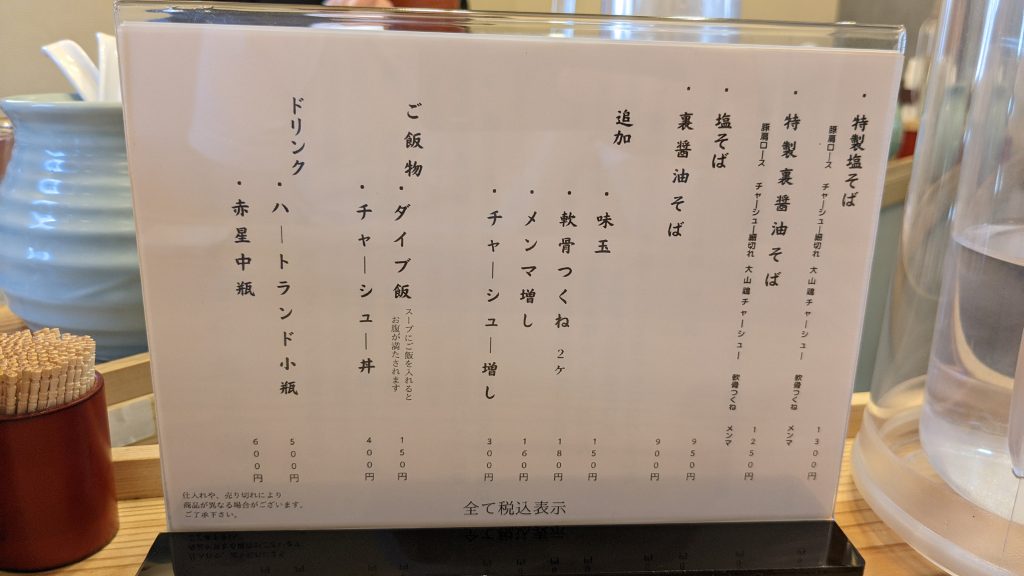 ・特製塩そば
豚肩ロース チャーシュー細切れ 大山鶏チャーシュー 軟骨つくね メンマ
1300円
・特製裏醤油そば
豚肩ロース チャーシュー細切れ 大山鶏チャーシュー 軟骨つくね メンマ
1250円
・塩そば 950円
・裏醤油そば 900円
追加
・味玉 150円
・軟骨つくね 2ヶ 180円
・メンマ増し 160円
・チャーシュー増し 300円
ご飯物
・ダイブ飯 スープにご飯を入れると
お腹が満たされます 150円
・チャーシュー丼 400円
ドリンク
・ハートランド小瓶 500円
・赤星中瓶 600円
仕入れや、売り切れにより
商品が異なる場合がございます。
ご了承下さい。
全て税込表示